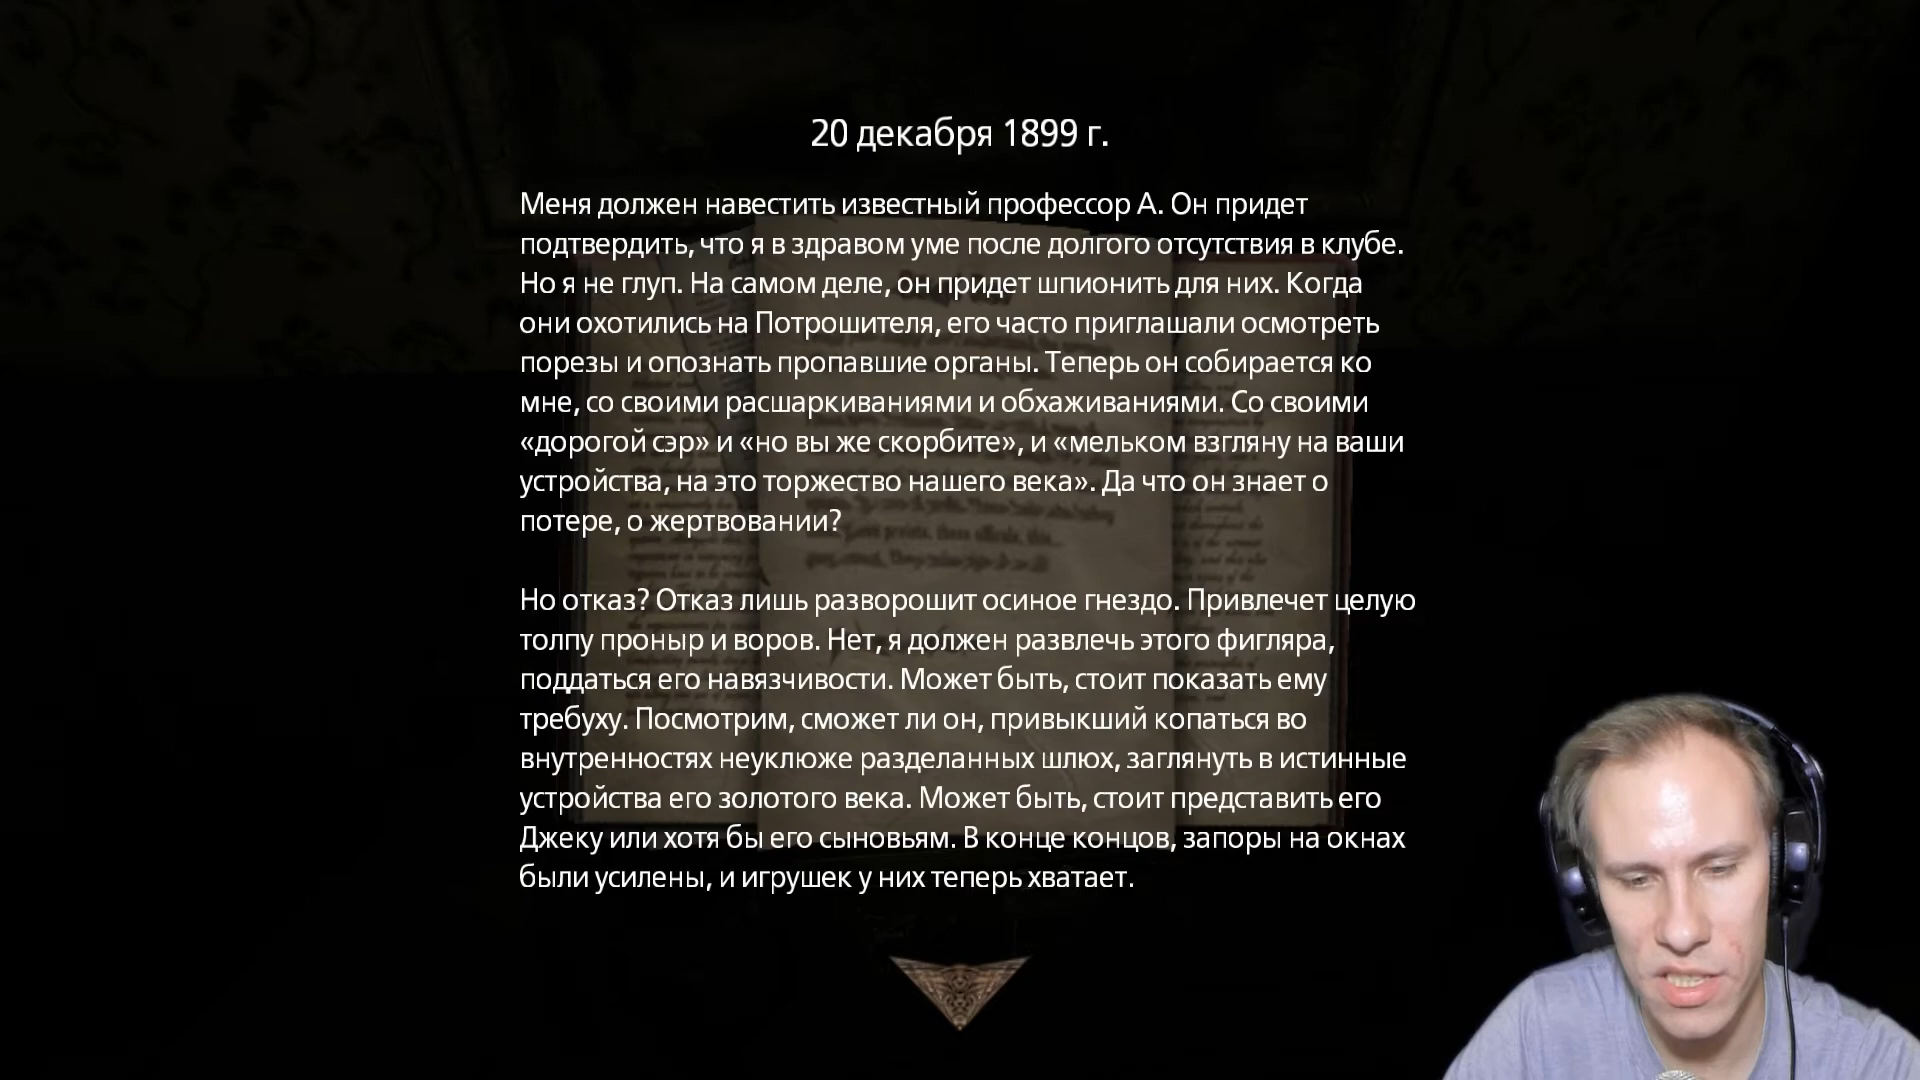 20 декабря 1899 г.
Меня должен навестить известный профессор А. Он придет
подтвердить, что я в здравом уме после долгого отсутствия в клубе.
Но я не глуп. На самом деле, он придет шпионить для них. Когда
они охотились на Потрошителя, его часто приглашали осмотреть
порезы и опознать пропавшие органы. Теперь он собирается ко
мне, со своими расшаркиваниями и обхаживаниями. Со своими
«дорогой сэр» и «но вы же скорбите», и «мельком взгляну на ваши
устройства, на это торжество нашего века». Да что он знает о
потере, о жертвовании?
Но отказ? Отказ лишь разворошит осиное гнездо. Привлечет целую
толпу проныр и воров. Нет, я должен развлечь этого фигляра,
поддаться его навязчивости. Может быть, стоит показать ему
требуху. Посмотрим, сможет ли он, привыкший копаться во
внутренностях неуклюже разделанных шлюх, заглянуть в истинные
устройства его золотого века. Может быть, стоит представить его
Джеку или хотя бы его сыновьям. В конце концов, запоры на окнах
были усилены, и игрушек у них теперь хватает.